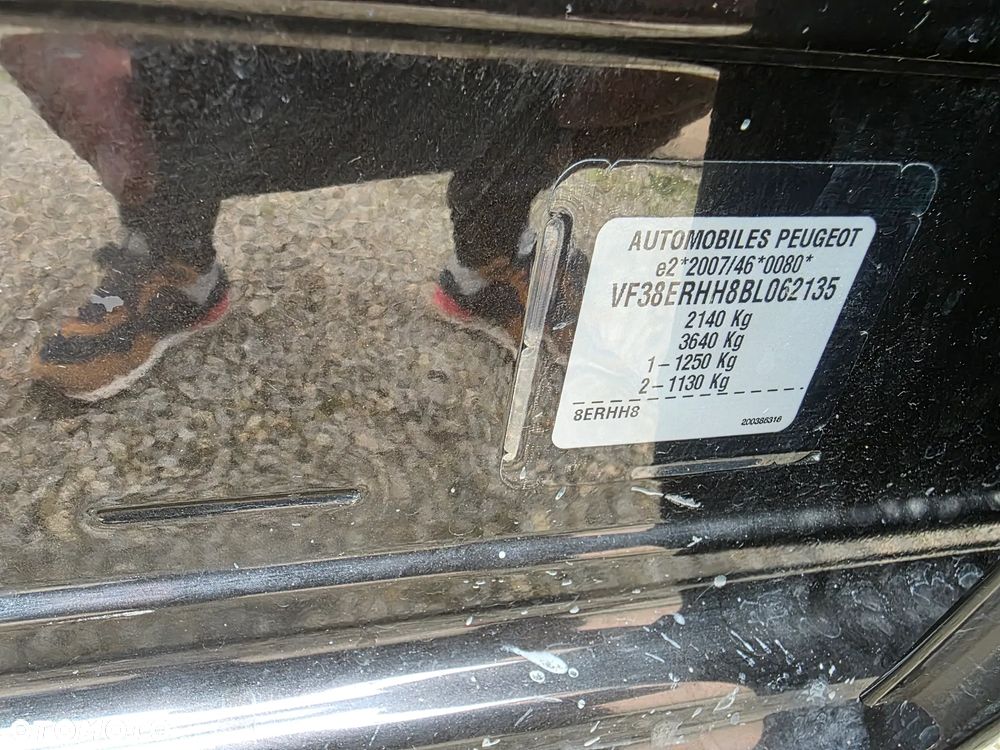 AUTOMOBILES PEUGEOT
e2*2007/46*0080*
VF38ERHH8BL062135
2140 Kg
3640 Kg
1-1250 Kg
2-1130 Kg
8ERHH8
200386316